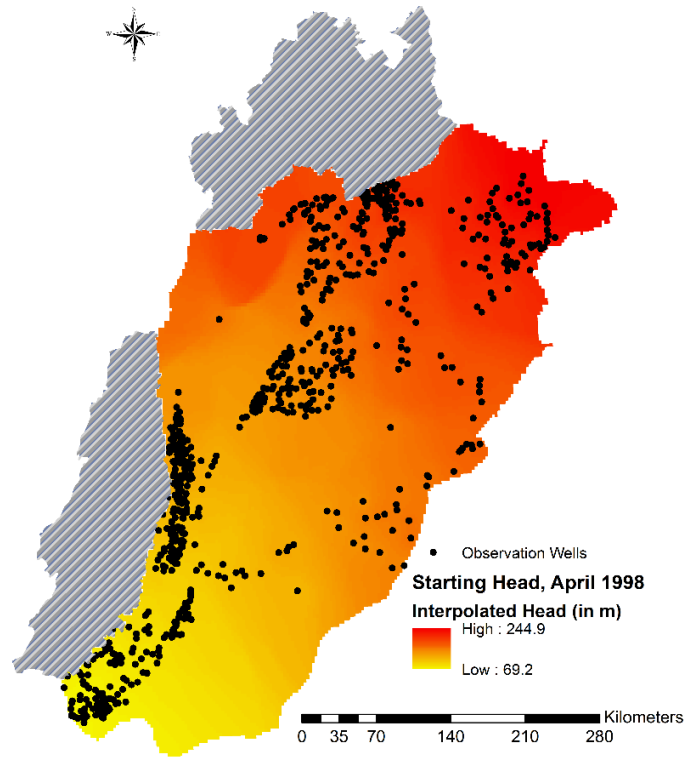 N
W E
S
Observation Wells
Starting Head, April 1998
Interpolated Head (in m)
High : 244.9
Low : 69.2
Kilometers
0 35 70 140 210 280